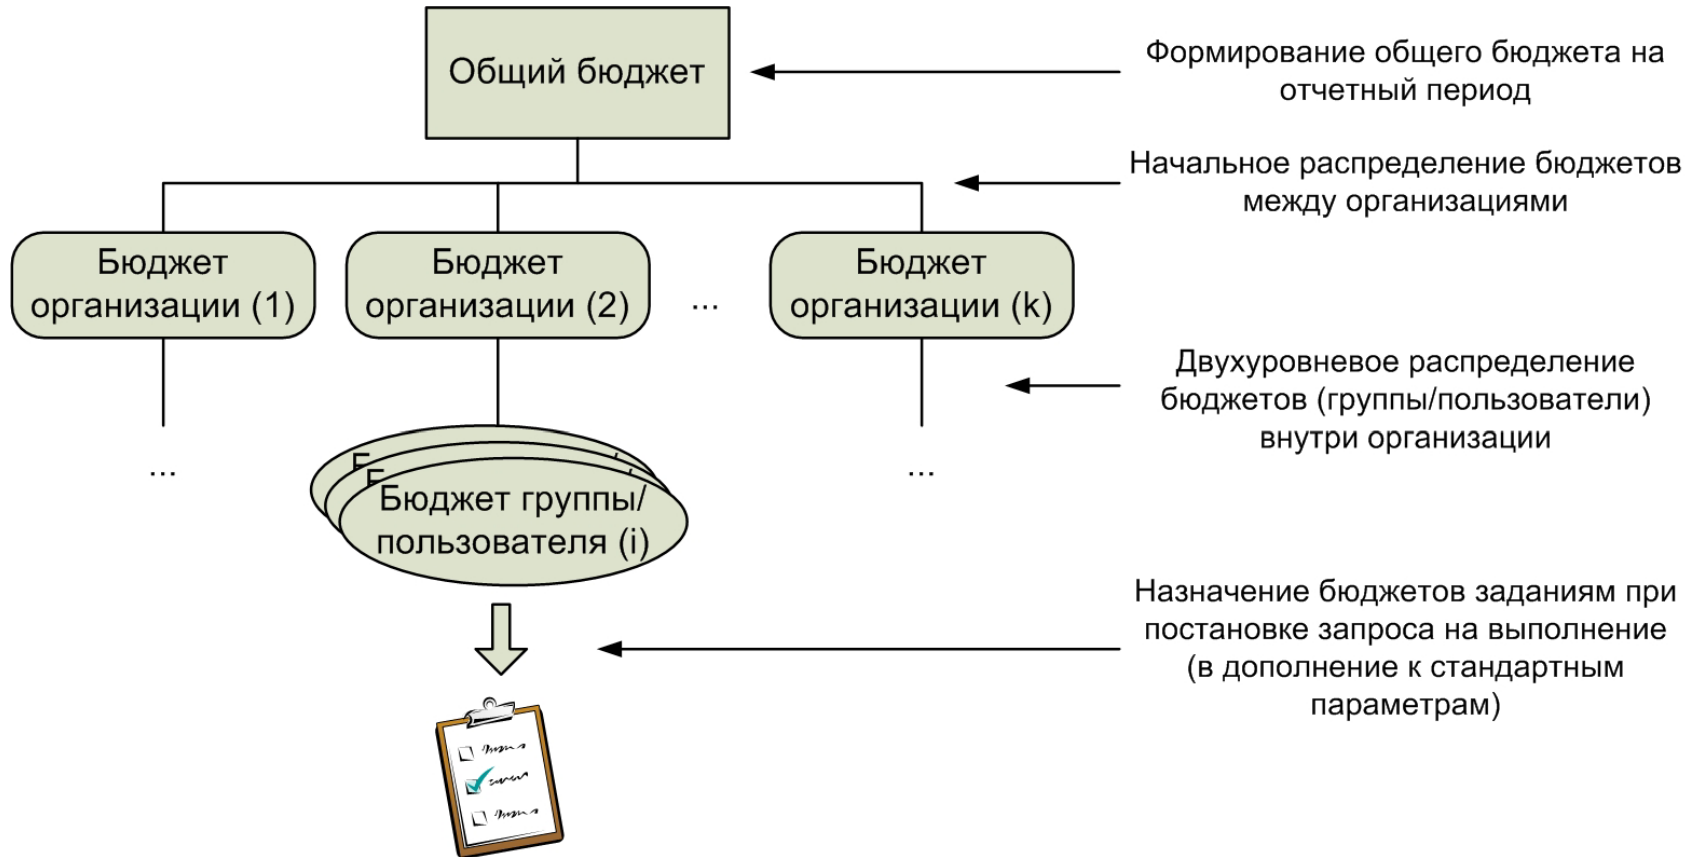 Общий бюджет
Формирование общего бюджета на
отчетный период
Начальное распределение бюджетов
между организациями
Бюджет
организации (1)
Бюджет
организации (2)
...
Бюджет
организации (k)
Двухуровневое распределение
бюджетов (группы/пользователи)
внутри организации
...
...
Бюджет группы/
пользователя (i)
Назначение бюджетов заданиям при
постановке запроса на выполнение
(в дополнение к стандартным
параметрам)